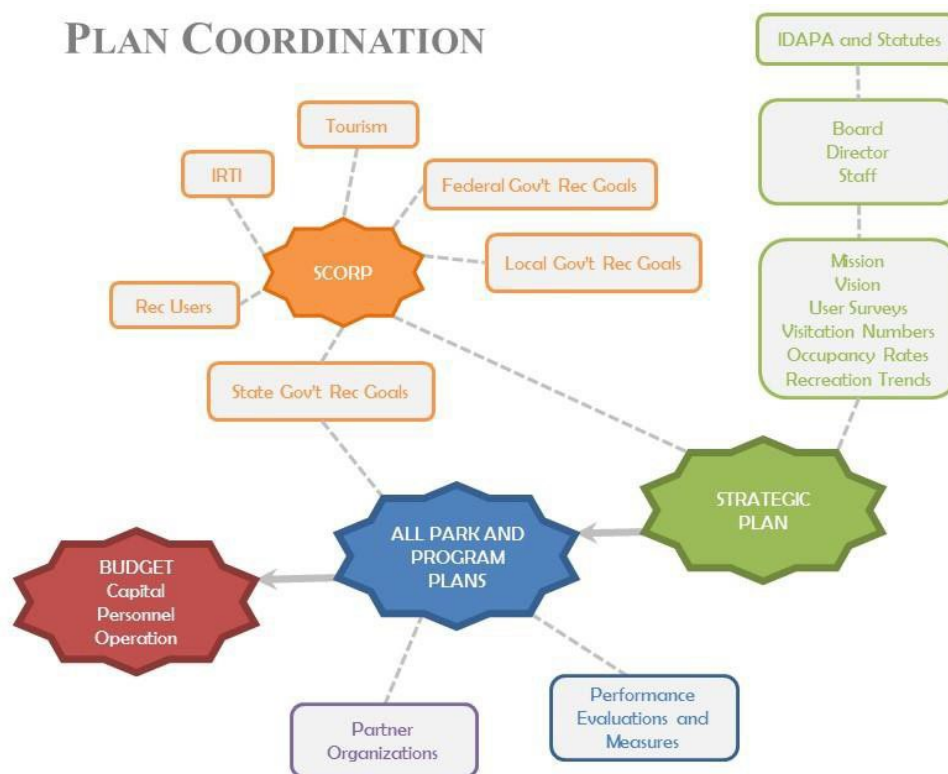 PLAN COORDINATION
IDAPA and Statutes
Board
Director
Staff
Mission
Vision
User Surveys
Visitation Numbers
Occupancy Rates
Recreation Trends
Tourism
IRTI
Federal Gov't Rec Goals
SCORP
Local Gov't Rec Goals
Rec Users
State Gov't Rec Goals
STRATEGIC
PLAN
ALL PARK AND
PROGRAM
PLANS
BUDGET
Capital
Personnel
Operation
Partner
Organizations
Performance
Evaluations and
Measures